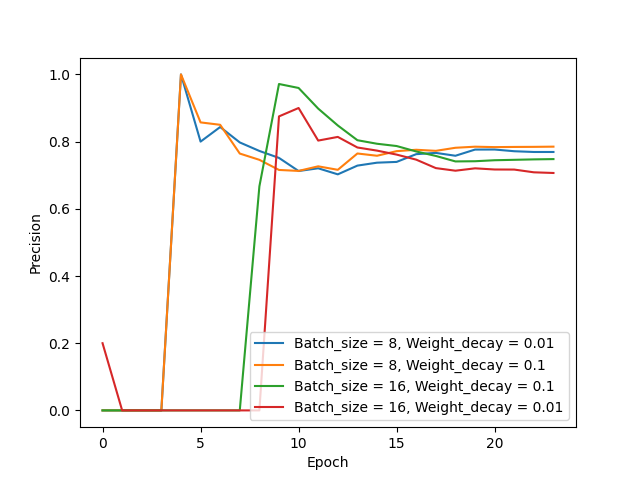 1.0
0.8
0.6
0.4
0.2
0.0
Precision
Batch_size = 8, Weight_decay = 0.01
Batch_size = 8, Weight_decay = 0.1
Batch_size = 16, Weight_decay = 0.1
Batch_size = 16, Weight_decay = 0.01
0 5 10 15 20
Epoch